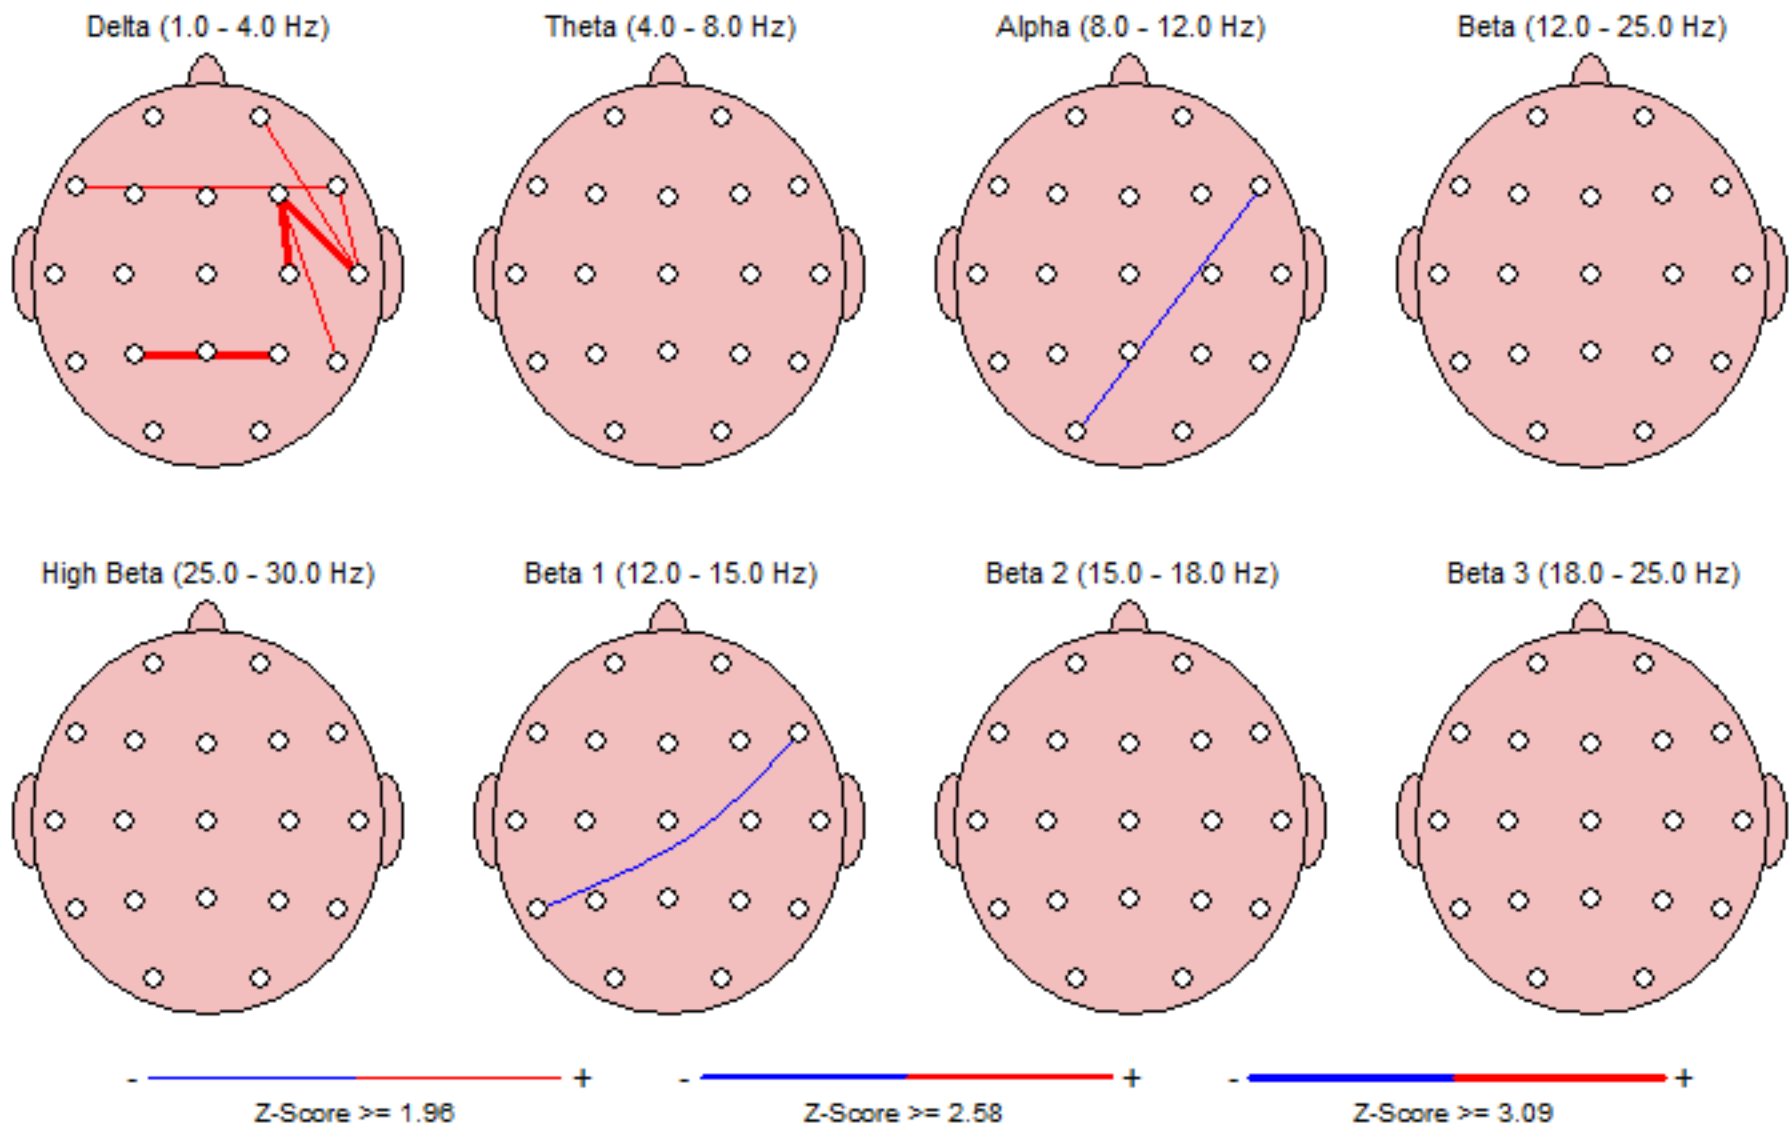 Delta (1.0 - 4.0 Hz)
Theta (4.0 - 8.0 Hz)
Alpha (8.0 - 12.0 Hz)
Beta (12.0 - 25.0 Hz)
High Beta (25.0 - 30.0 Hz)
Beta 1 (12.0 - 15.0 Hz)
Beta 2 (15.0 - 18.0 Hz)
Beta 3 (18.0 - 25.0 Hz)
- +
- +
- +
Z-Score >= 1.96
Z-Score >= 2.58
Z-Score >= 3.09